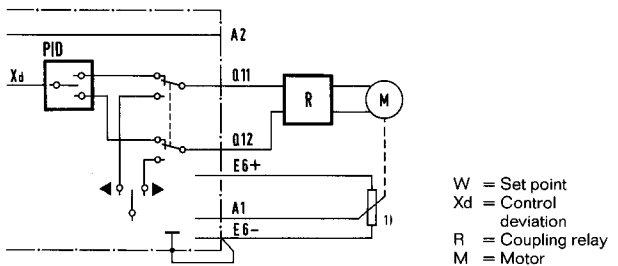 A2
PID
Xd
Q11
R
M
Q12
E6+
A1
1)
E6-
W = Set point
Xd = Control
deviation
R = Coupling relay
M = Motor